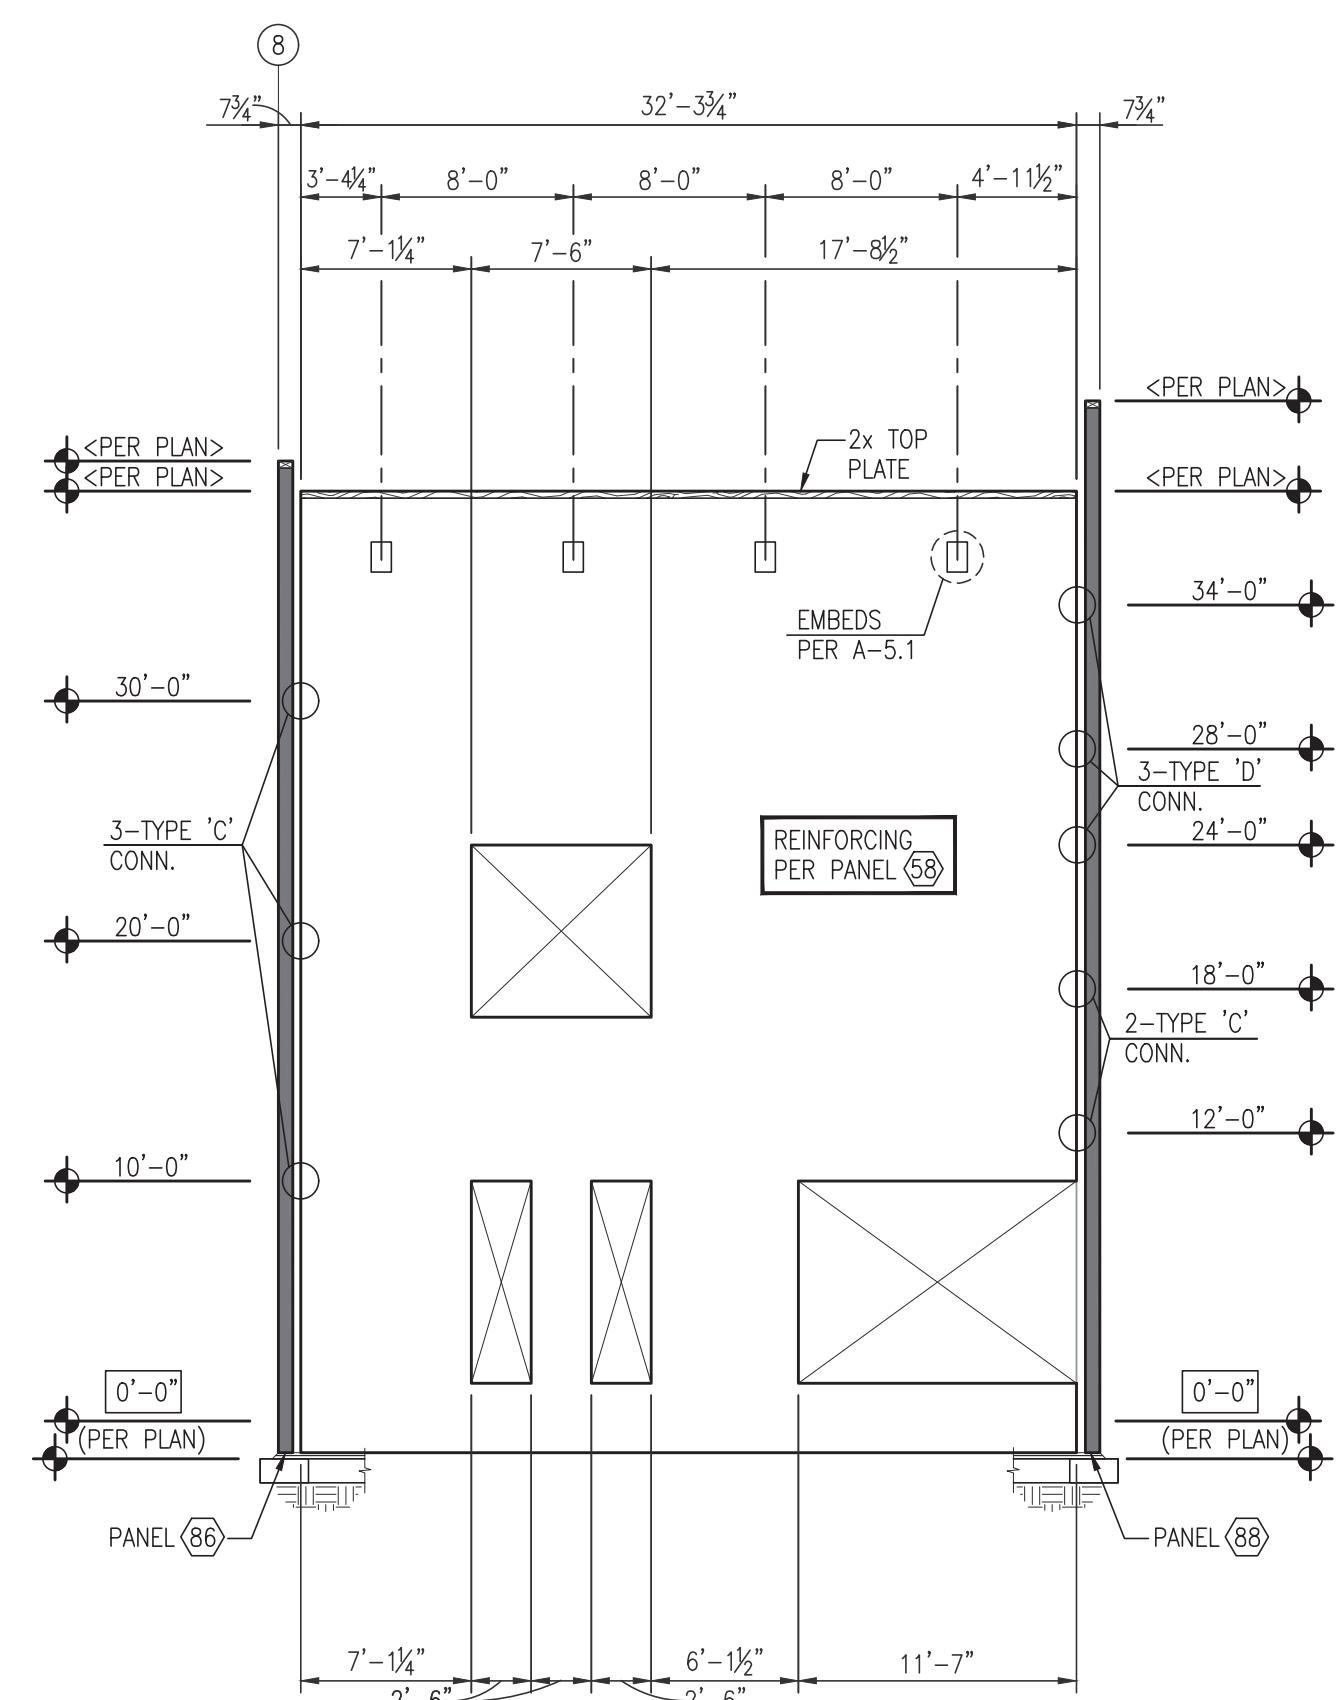 8
7¾” 32’-3¾” 7¾”
3’-4¼” 8’-0” 8’-0” 8’-0” 4’-11½”
7’-1¼” 7’-6” 17’-8½”
<PER PLAN>
2x TOP
PLATE
<PER PLAN>
<PER PLAN>
<PER PLAN>
34’-0”
EMBEDS
PER A-5.1
30’-0”
28’-0”
3-TYPE 'D'
CONN.
3-TYPE 'C'
CONN.
REINFORCING
PER PANEL 58
24’-0”
20’-0”
18’-0”
2-TYPE 'C'
CONN.
12’-0”
10’-0”
0’-0” 0’-0”
(PER PLAN) (PER PLAN)
PANEL 86 PANEL 88
7’-1¼” 6’-1½” 11’-7”
2’-6” 2’-6”